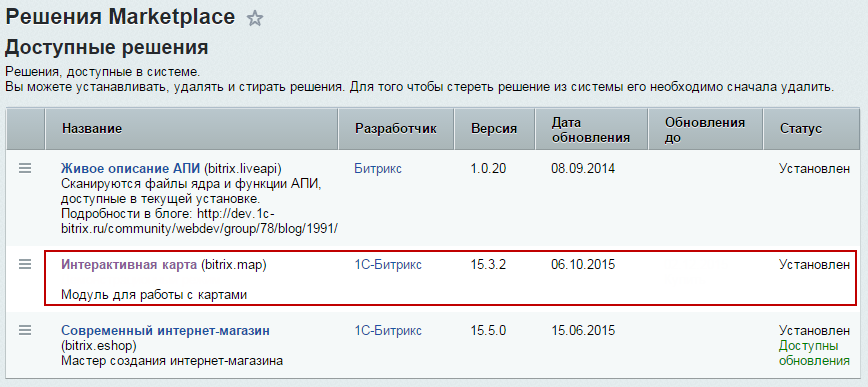 Решения Marketplace
Доступные решения
Решения, доступные в системе.
Вы можете устанавливать, удалять и стирать решения. Для того чтобы стереть решение из системы его необходимо сначала удалить.
Название Разработчик Версия Дата обновления Обновления до Статус
Живое описание АПИ (bitrix.liveapi) Битрикс 1.0.20 08.09.2014 Установлен
Сканируются файлы ядра и функции АПИ,
доступные в текущей установке.
Подробности в блоге: http://dev.1c-
bitrix.ru/community/webdev/group/78/blog/1991/
Интерактивная карта (bitrix.map) 1С-Битрикс 15.3.2 06.10.2015 Установлен
Модуль для работы с картами
Современный интернет-магазин 1С-Битрикс 15.5.0 15.06.2015 Установлен
(bitrix.eshop) Доступны
Мастер создания интернет-магазина обновления